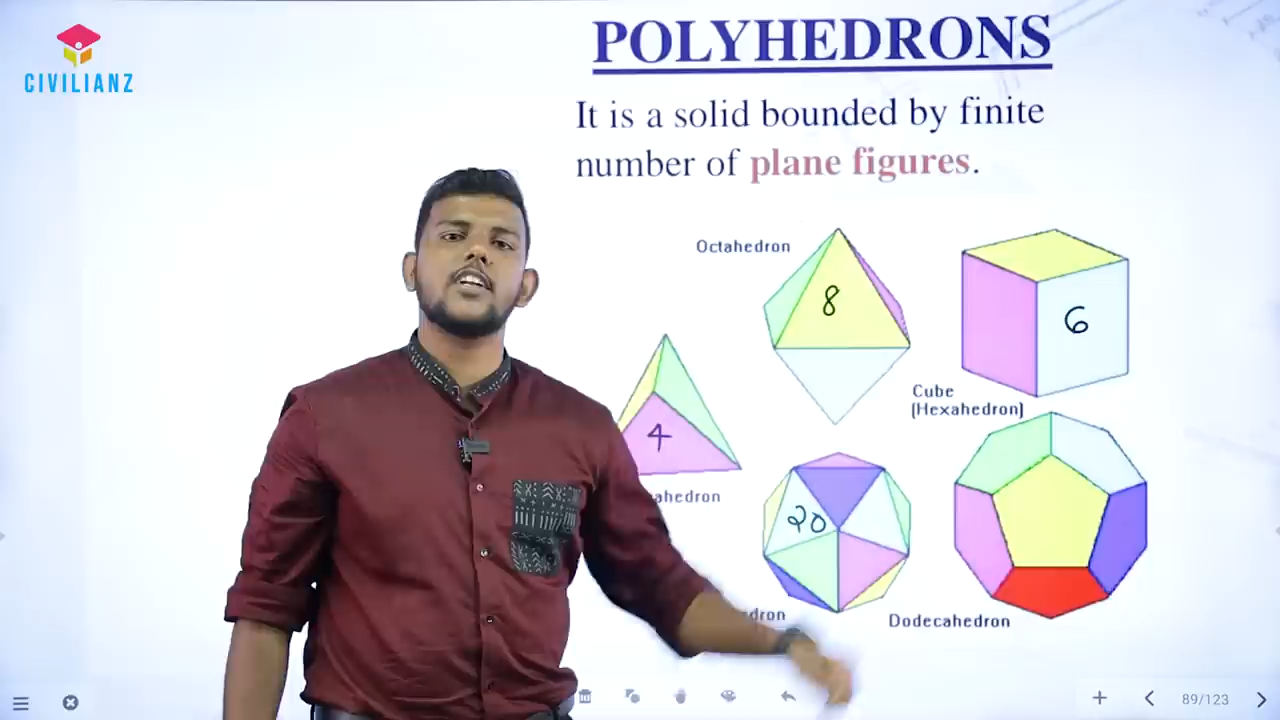 CIVILIANZ
POLYHEDRONS
It is a solid bounded by finite
number of plane figures.
Octahedron
8
6
Cube
(Hexahedron)
4
20
Dodecahedron
89/123